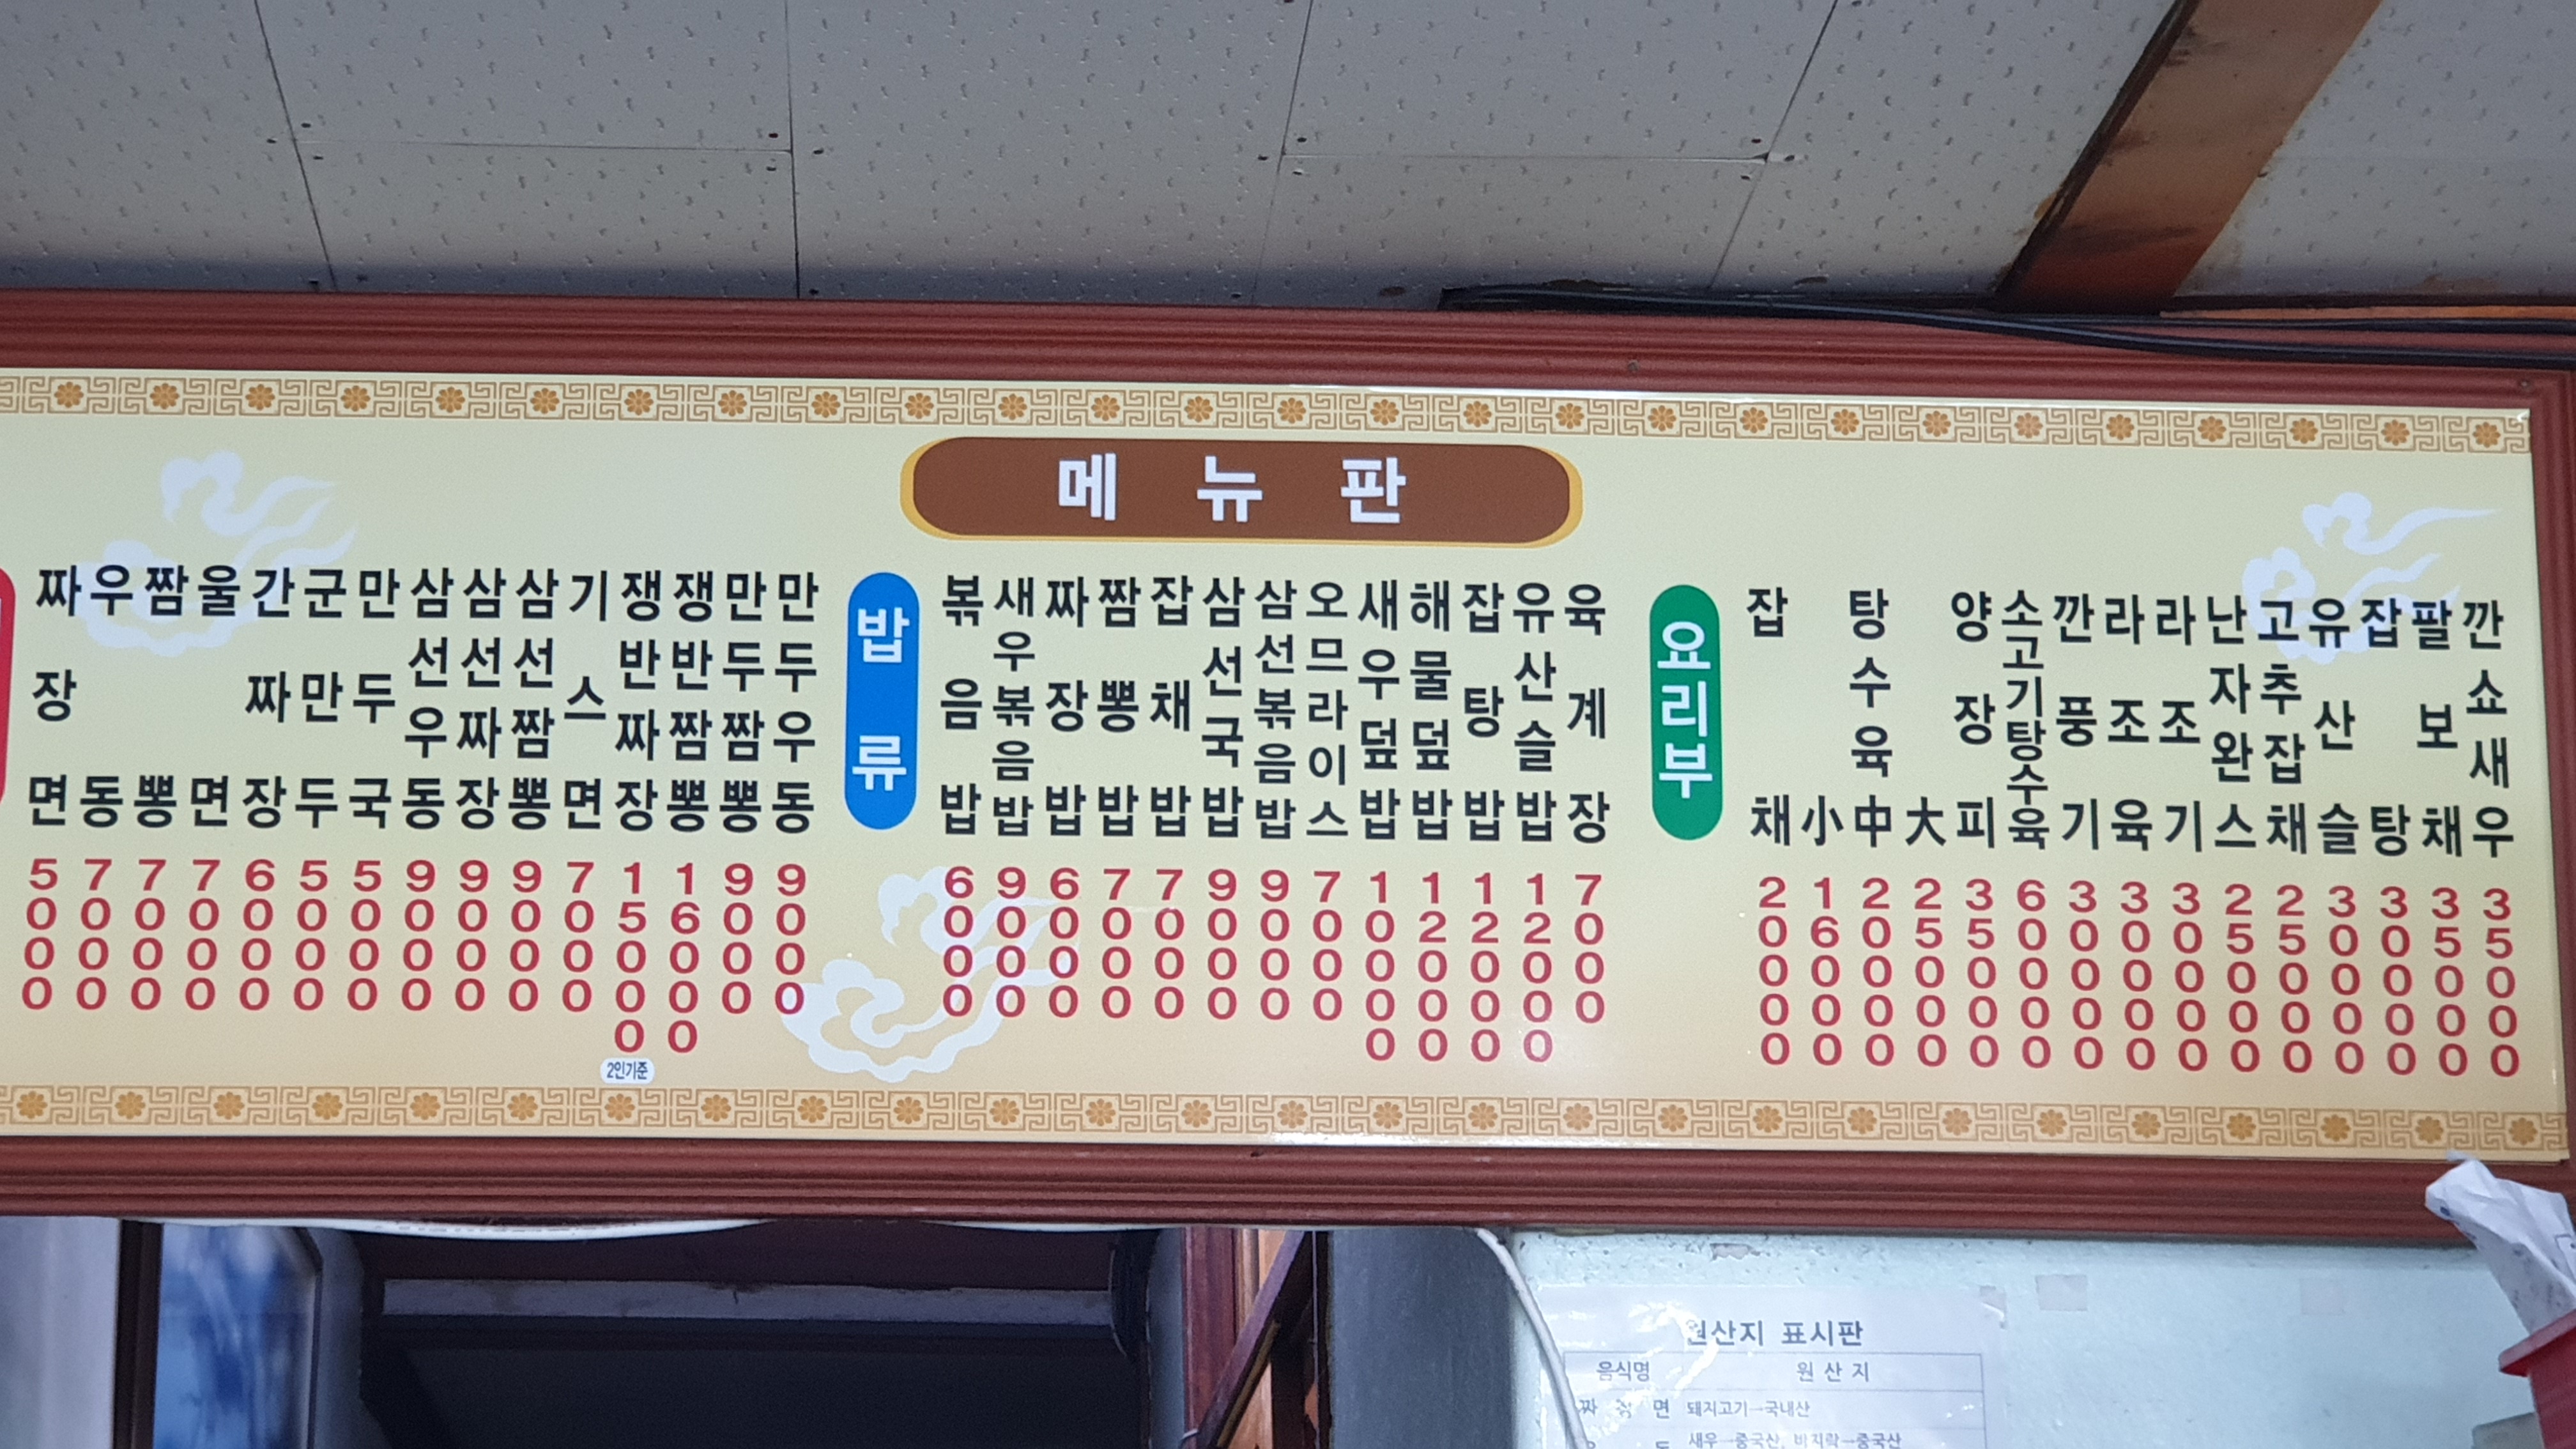 메뉴판
짜장면 5000
우동 7000
짬뽕 7000
울면 7000
간짜장 6000
군만두 5000
만두국 5000
삼선우동 9000
삼선짜장 9000
삼선짬뽕 9000
기스면 7000
쟁반짜장 15000
2인기준
쟁반짬뽕 16000
만두짬뽕 9000
만두우동 9000
밥류
볶음밥 6000
새우볶음밥 9000
짜장밥 6000
짬뽕밥 7000
잡채밥 7000
삼선국밥 9000
삼선볶음밥 9000
오므라이스 7000
새우덮밥 10000
해물덮밥 12000
잡탕밥 12000
유산슬밥 12000
육계장 7000
요리부
잡채 20000
탕수육
小 16000
中 20000
大 25000
양장피 35000
소고기탕수육 60000
깐풍기 30000
라조육 30000
라조기 30000
난자완스 25000
고추잡채 25000
유산슬 30000
잡탕 30000
팔보채 35000
깐쇼새우 35000
원산지 표시판
음식명 원산지
짜장면 돼지고기→국내산
새우→중국산, 바지락→중국산